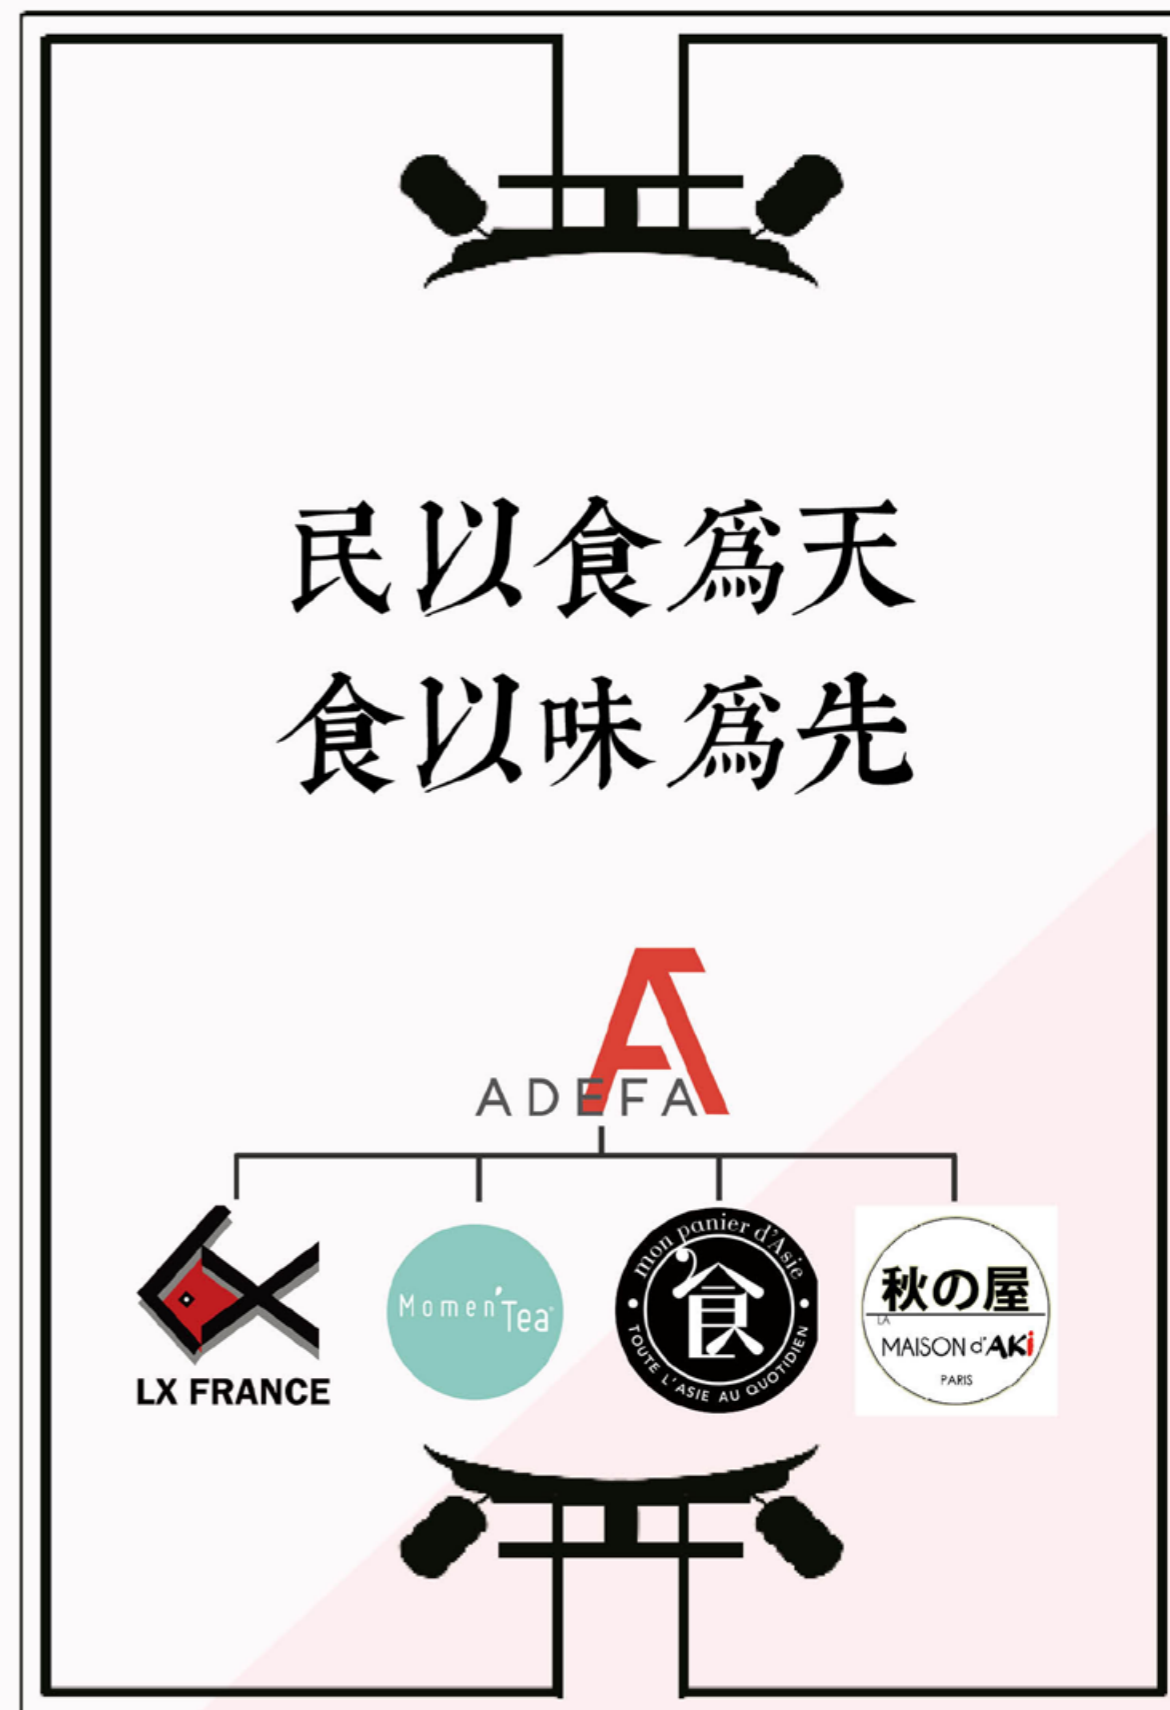 民以食爲天
食以味爲先
ADEFA
LX FRANCE
Momen'Tea
mon panier d'Asie
食
TOUTE L'ASIE AU QUOTIDIEN
秋の屋
LA
MAISON d'AKi
PARIS